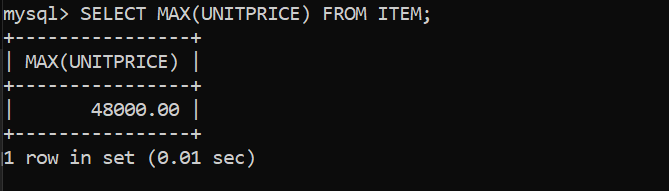 mysql> SELECT MAX(UNITPRICE) FROM ITEM;
+----------------+
| MAX(UNITPRICE) |
+----------------+
|       48000.00 |
+----------------+
1 row in set (0.01 sec)